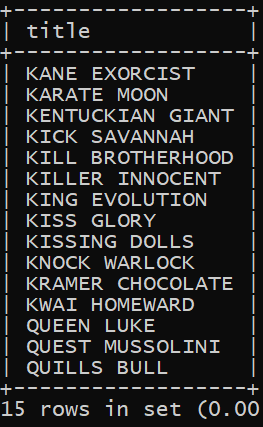 +------------------+
| title            |
+------------------+
| KANE EXORCIST    |
| KARATE MOON      |
| KENTUCKIAN GIANT |
| KICK SAVANNAH    |
| KILL BROTHERHOOD |
| KILLER INNOCENT  |
| KING EVOLUTION   |
| KISS GLORY       |
| KISSING DOLLS    |
| KNOCK WARLOCK    |
| KRAMER CHOCOLATE |
| KWAI HOMEWARD    |
| QUEEN LUKE       |
| QUEST MUSSOLINI  |
| QUILLS BULL      |
+------------------+
15 rows in set (0.00